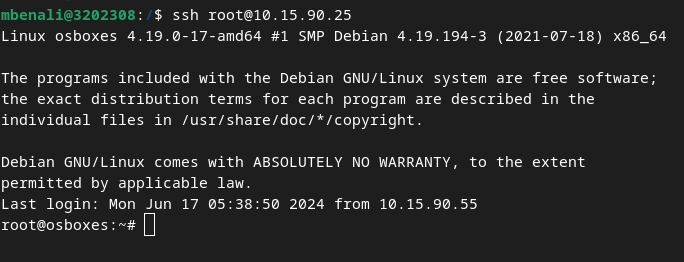 mbenali@3202308:/$ ssh root@10.15.90.25
Linux osboxes 4.19.0-17-amd64 #1 SMP Debian 4.19.194-3 (2021-07-18) x86_64
The programs included with the Debian GNU/Linux system are free software;
the exact distribution terms for each program are described in the
individual files in /usr/share/doc/*/copyright.
Debian GNU/Linux comes with ABSOLUTELY NO WARRANTY, to the extent
permitted by applicable law.
Last login: Mon Jun 17 05:38:50 2024 from 10.15.90.55
root@osboxes:~#